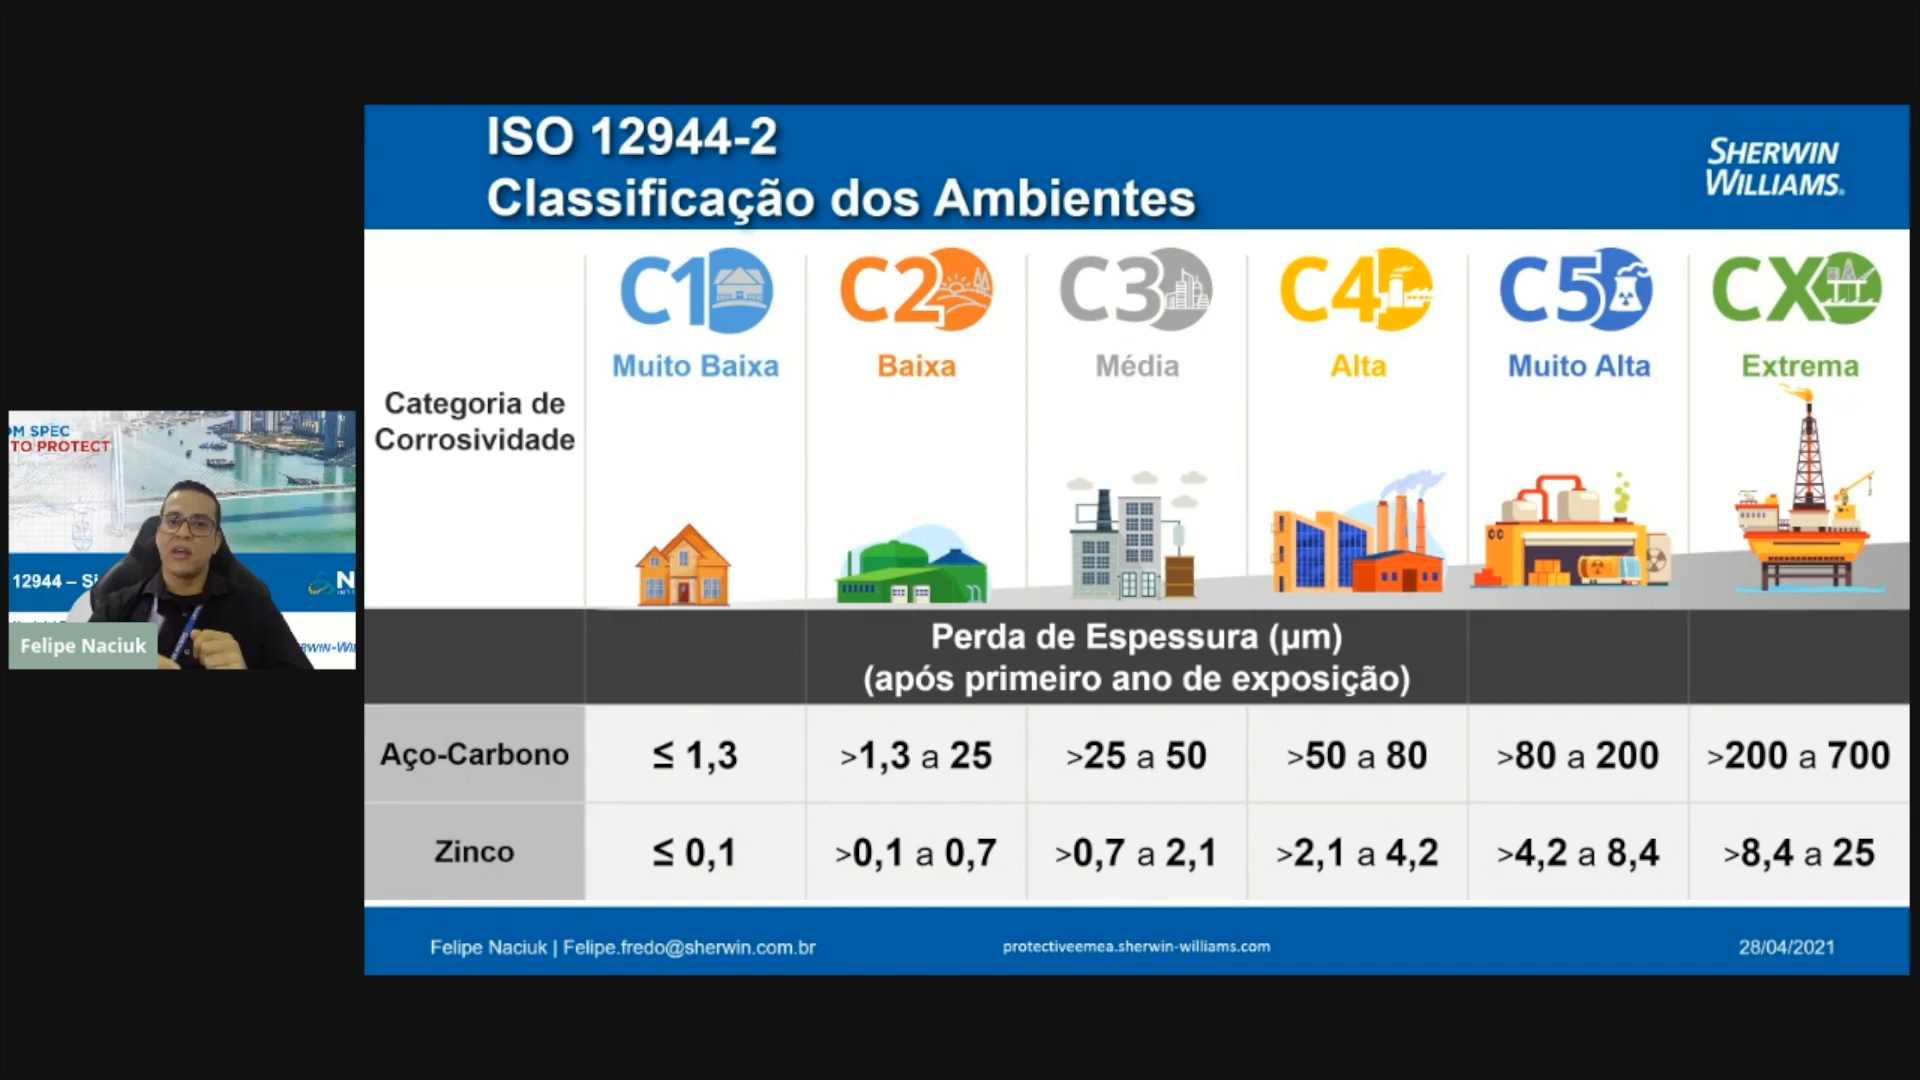 ISO 12944-2
Classificação dos Ambientes
SHERWIN
WILLIAMS.
C1
C2
C3
C4
C5
CX
Muito Baixa
Baixa
Média
Alta
Muito Alta
Extrema
Categoria de
Corrosividade
Perda de Espessura (µm)
(após primeiro ano de exposição)
Aço-Carbono
≤ 1,3
>1,3 a 25
>25 a 50
>50 a 80
>80 a 200
>200 a 700
Zinco
≤ 0,1
>0,1 a 0,7
>0,7 a 2,1
>2,1 a 4,2
>4,2 a 8,4
>8,4 a 25
Felipe Naciuk | Felipe.fredo@sherwin.com.br
protectiveemea.sherwin-williams.com
28/04/2021
OM SPEC
TO PROTECT
12944 – Si
N
RWIN-WI
Felipe Naciuk